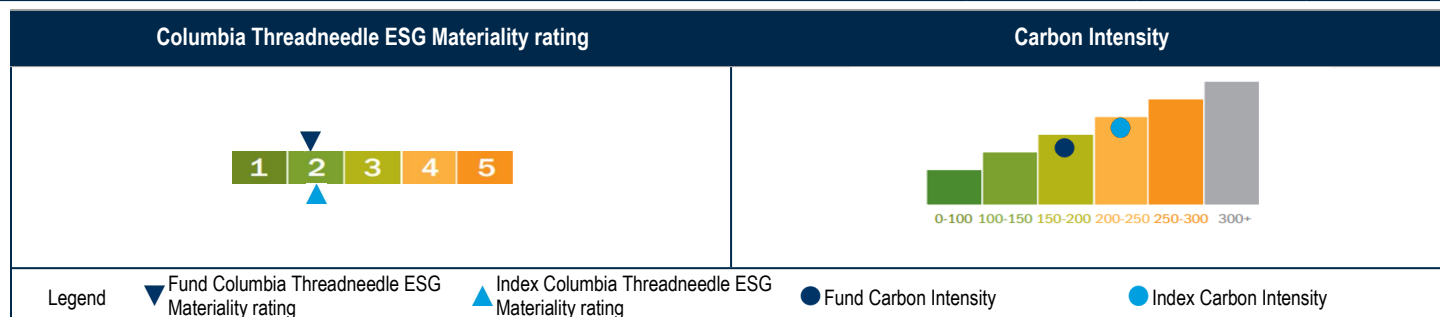 Columbia Threadneedle ESG Materiality rating
Carbon Intensity
1 2 3 4 5
0-100 100-150 150-200 200-250 250-300 300+
Legend
Fund Columbia Threadneedle ESG
Materiality rating
Index Columbia Threadneedle ESG
Materiality rating
Fund Carbon Intensity
Index Carbon Intensity